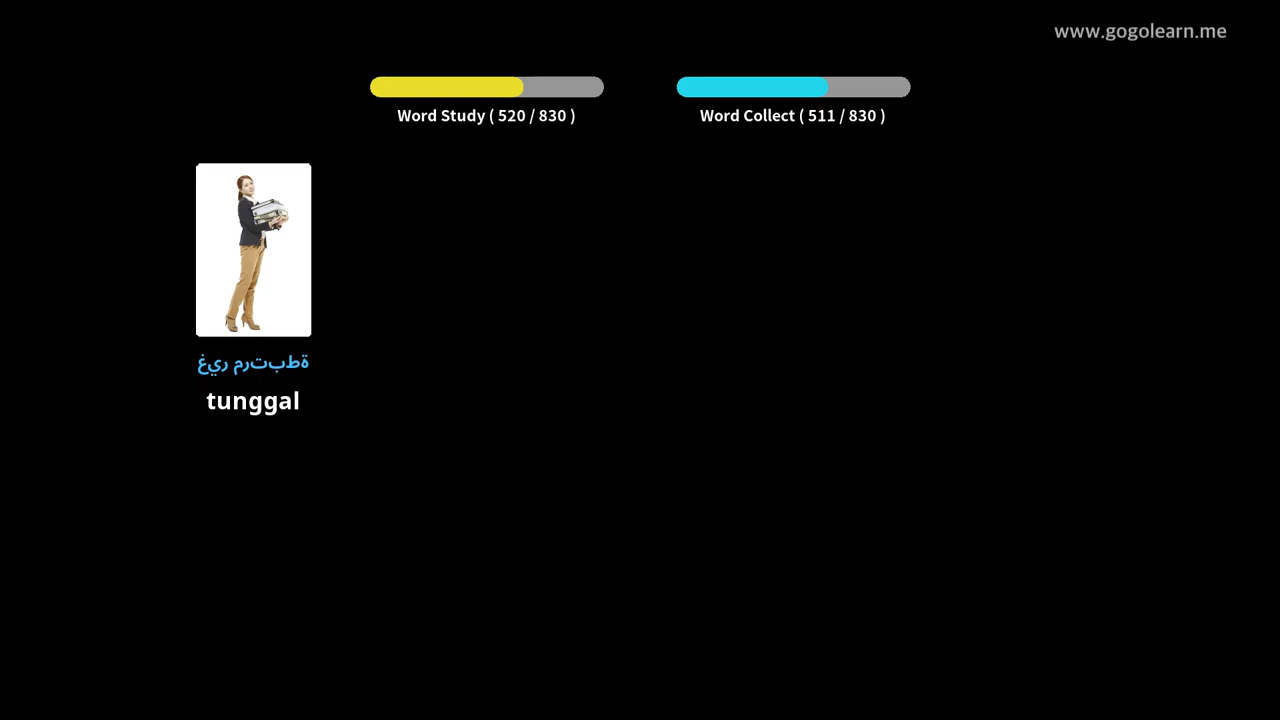 www.gogolearn.me
Word Study ( 520 / 830 )
Word Collect ( 511 / 830 )
غير مرتبطة
tunggal